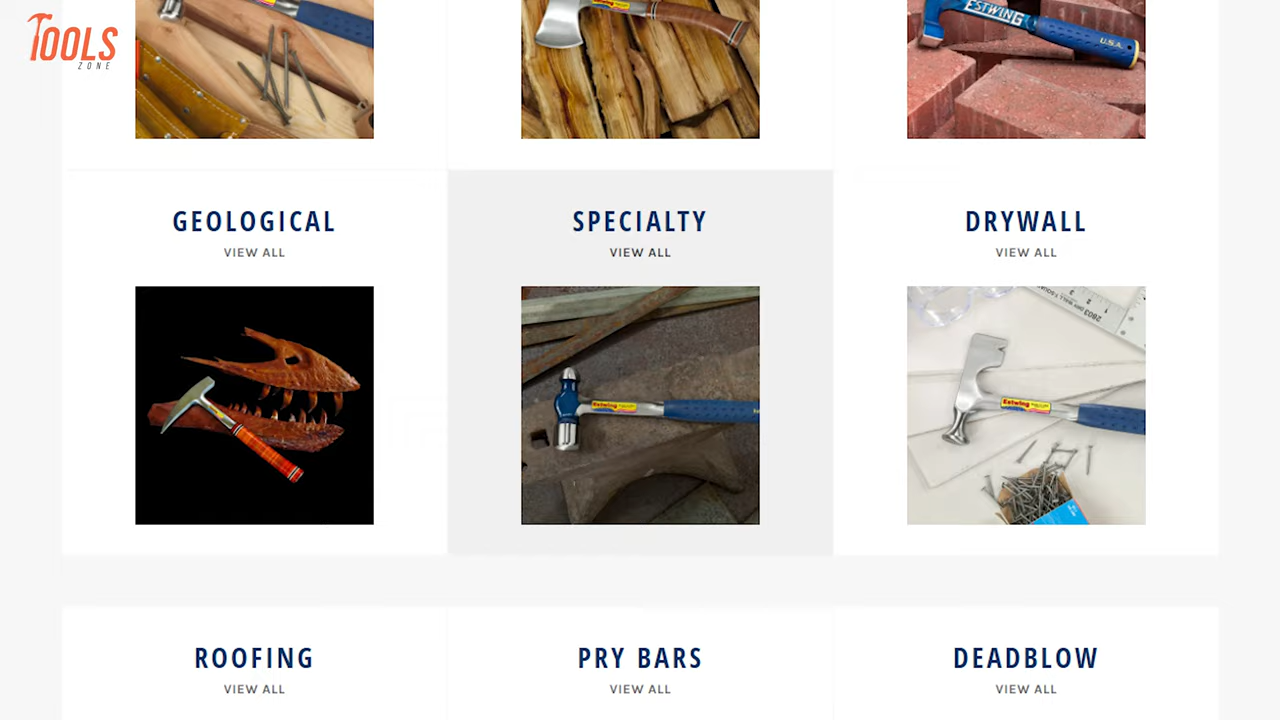 TOOLS
ZONE
ESTWING
U.S.A.
GEOLOGICAL
VIEW ALL
SPECIALTY
VIEW ALL
DRYWALL
VIEW ALL
Estwing
Estwing
ROOFING
VIEW ALL
PRY BARS
VIEW ALL
DEADBLOW
VIEW ALL